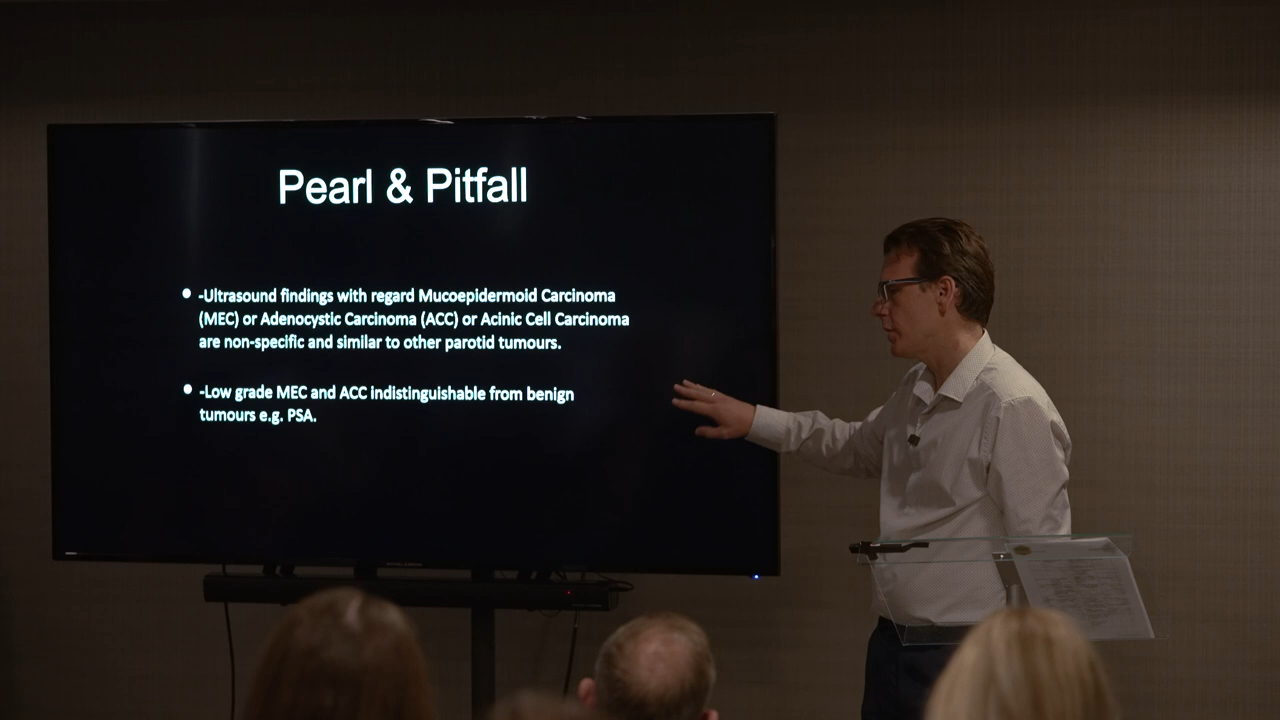 Pearl & Pitfall
-Ultrasound findings with regard Mucoepidermoid Carcinoma
(MEC) or Adenocystic Carcinoma (ACC) or Acinic Cell Carcinoma
are non-specific and similar to other parotid tumours.
-Low grade MEC and ACC indistinguishable from benign
tumours e.g. PSA.